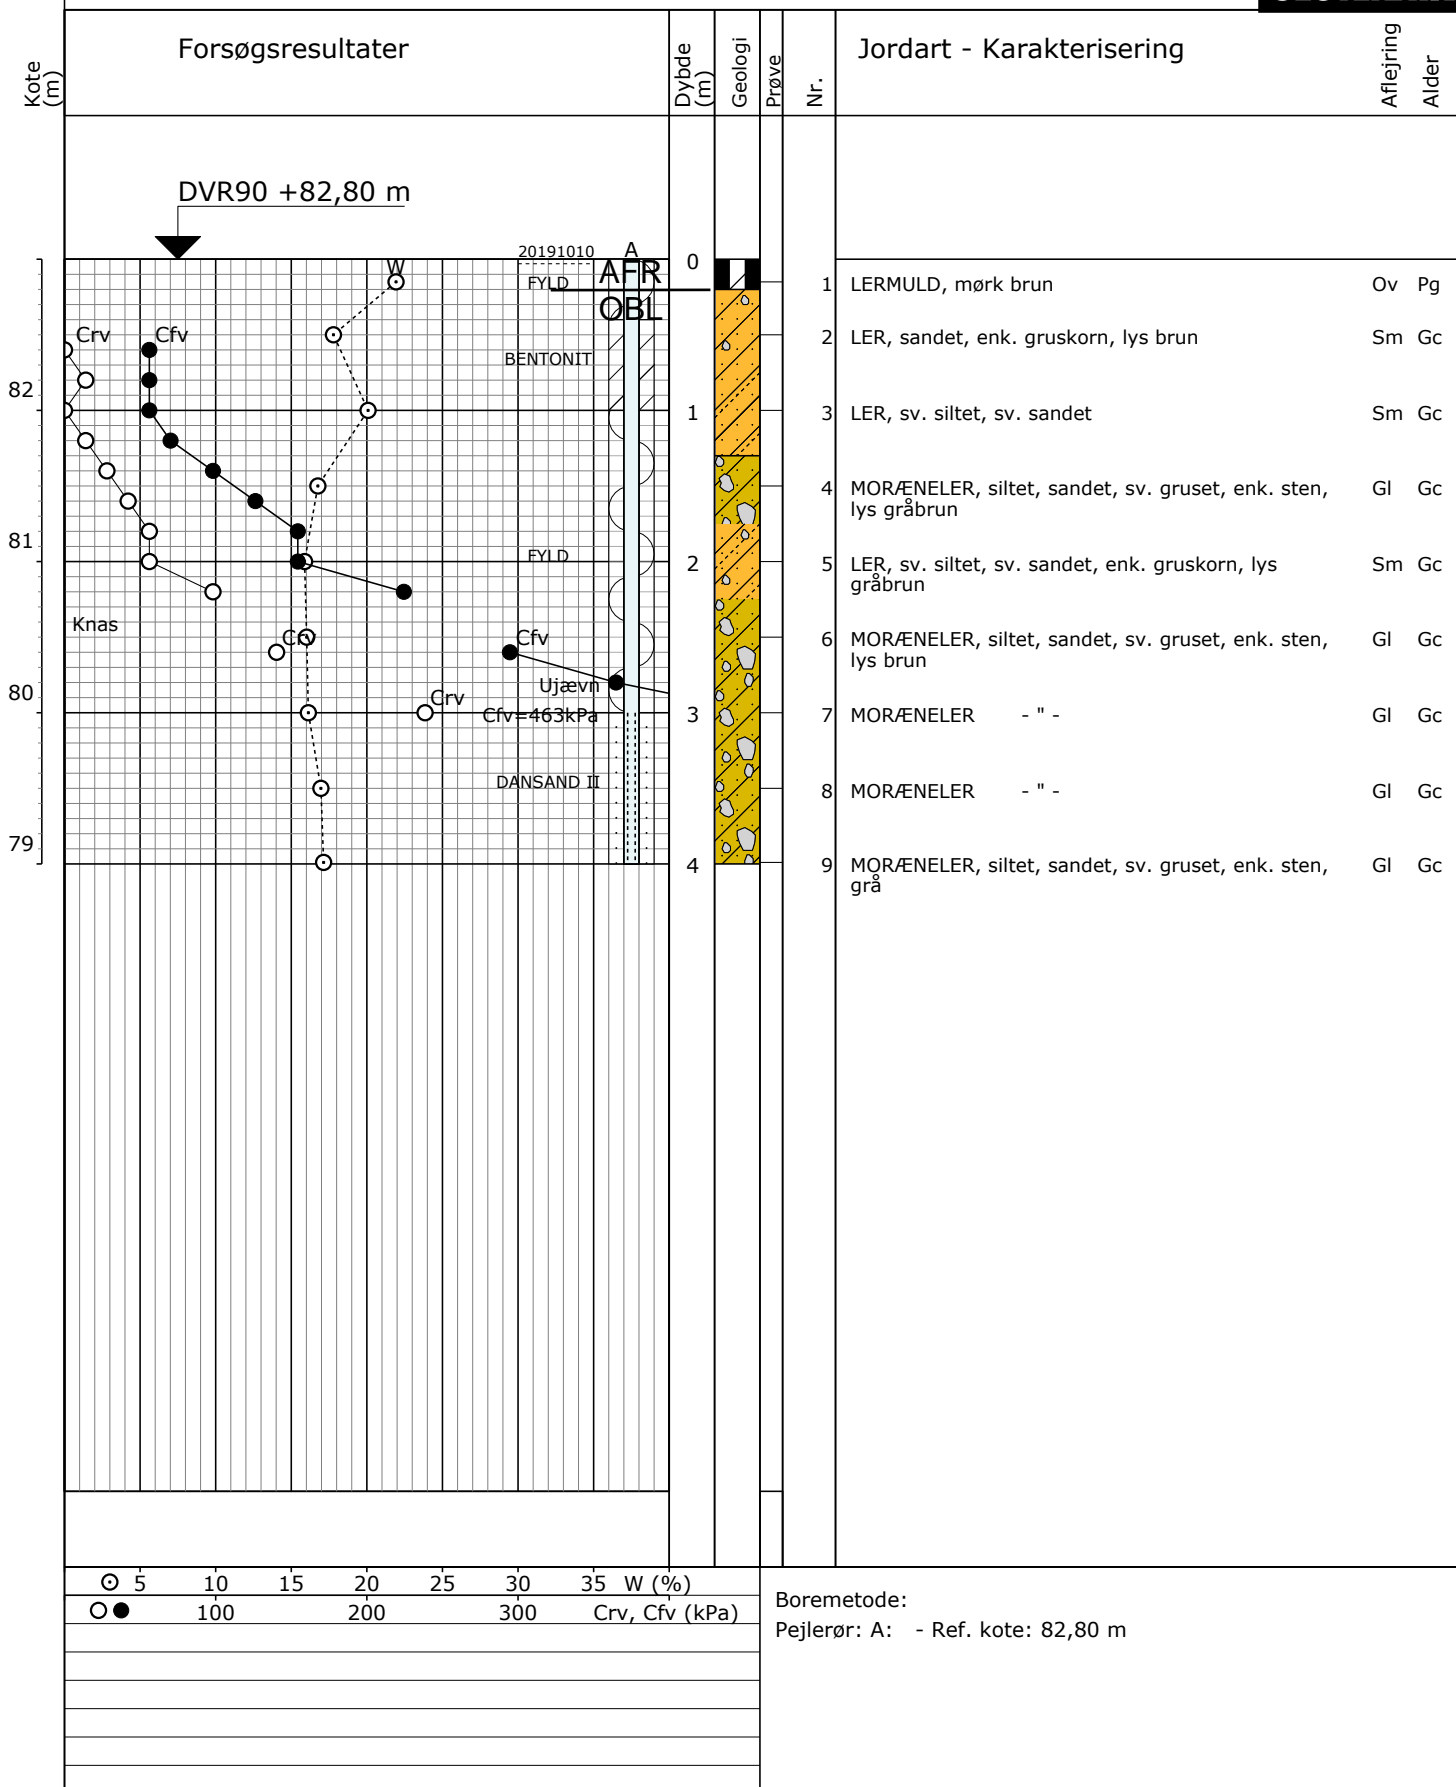 Kote (m)
Forsøgsresultater
Dybde (m)
Geologi
Prøve
Nr.
Jordart - Karakterisering
Aflejring
Alder
DVR90 +82,80 m
20191010 A
0
W
FYLD
AFR
OBL
1 LERMULD, mørk brun Ov Pg
Crv Cfv
2 LER, sandet, enk. gruskorn, lys brun Sm Gc
BENTONIT
82
1
3 LER, sv. siltet, sv. sandet Sm Gc
4 MORÆNELER, siltet, sandet, sv. gruset, enk. sten, Gl Gc
lys gråbrun
81
FYLD
2
5 LER, sv. siltet, sv. sandet, enk. gruskorn, lys Sm Gc
gråbrun
Knas
Crv Cfv
6 MORÆNELER, siltet, sandet, sv. gruset, enk. sten, Gl Gc
lys brun
Ujævn
80
Crv
Cfv=463kPa
3
7 MORÆNELER - " - Gl Gc
DANSAND II
8 MORÆNELER - " - Gl Gc
79
4
9 MORÆNELER, siltet, sandet, sv. gruset, enk. sten, Gl Gc
grå
5 10 15 20 25 30 35 W (%)
100 200 300 Crv, Cfv (kPa)
Boremetode:
Pejlerør: A: - Ref. kote: 82,80 m